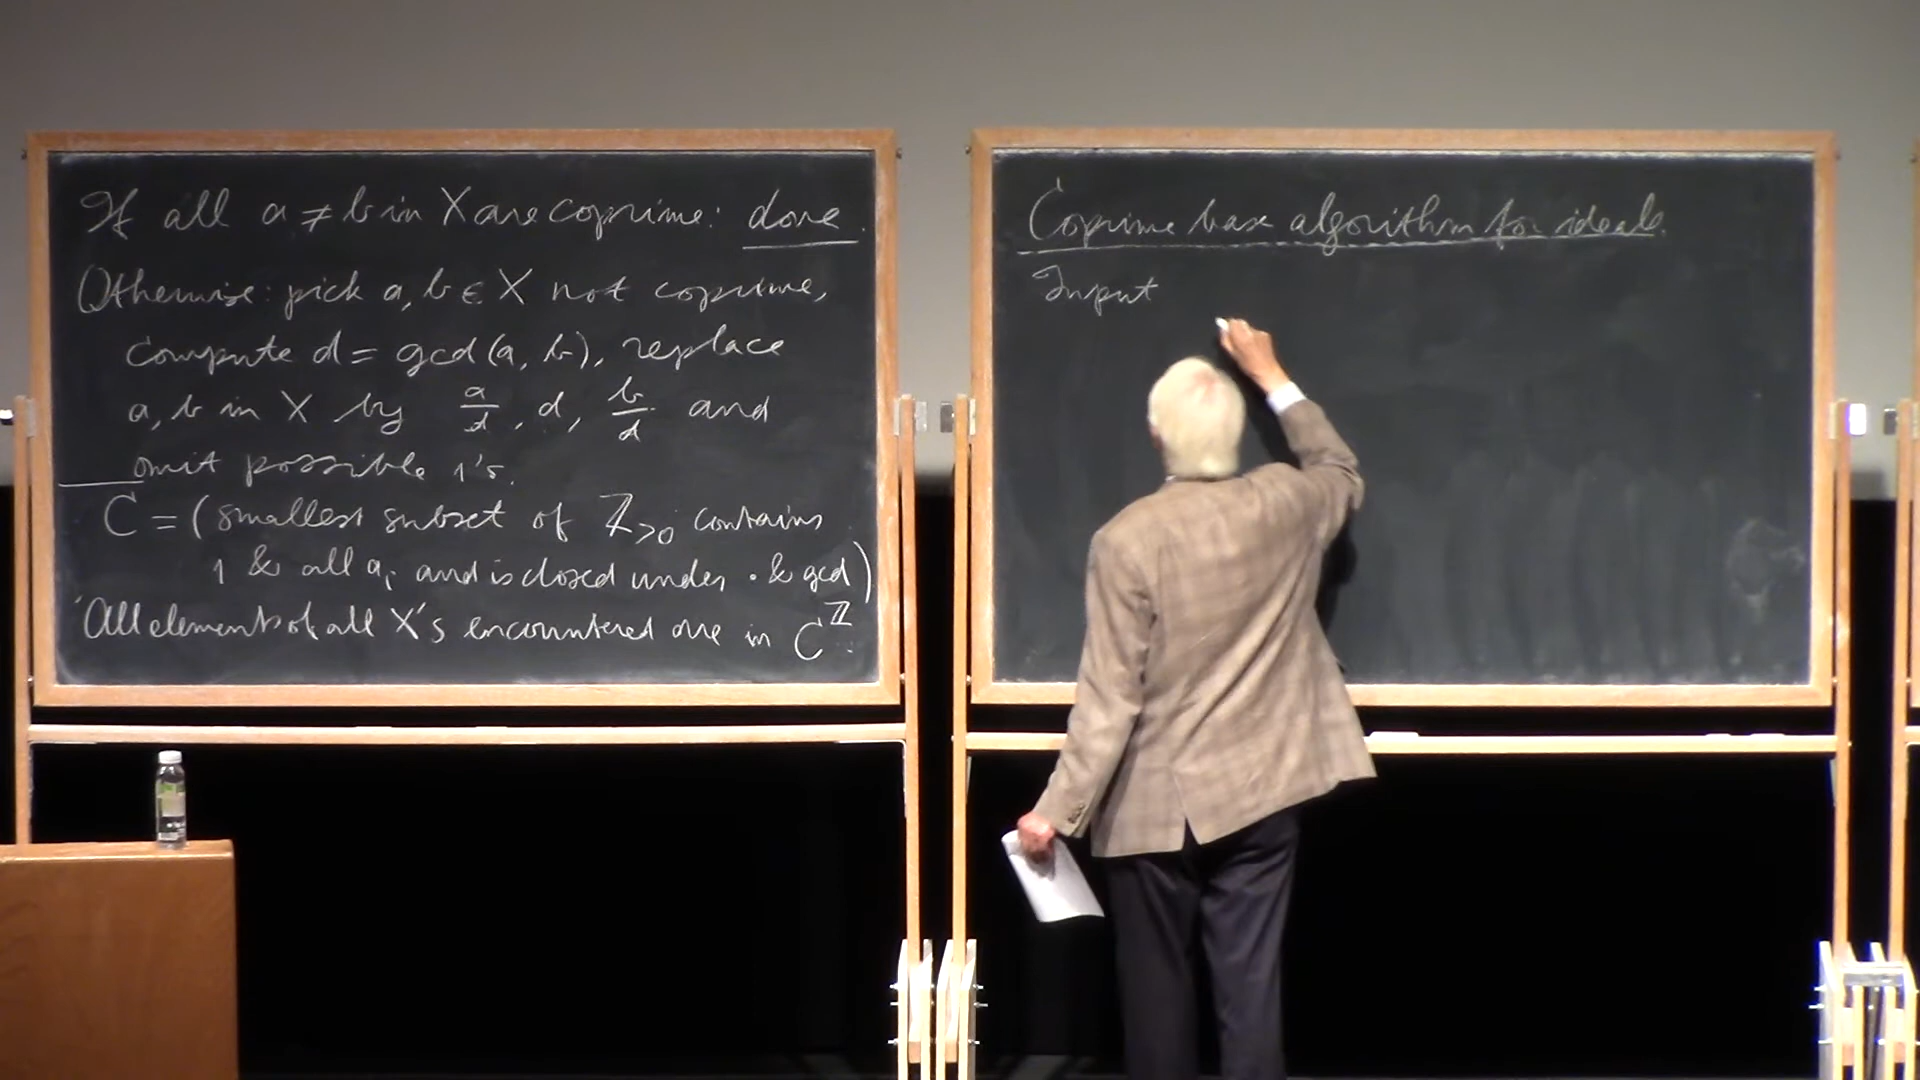 If all a ≠ b in X are coprime: done.
Otherwise: pick a, b ∈ X not coprime,
compute d = gcd(a, b), replace
a, b in X by a/d, d, b/d and
omit possible 1's.
C = (smallest subset of ℤ>0 contains
1 & all aᵢ and is closed under · & gcd)
All elements of all X's encountered are in C^ℤ.
Coprime base algorithm for ideals.
Input